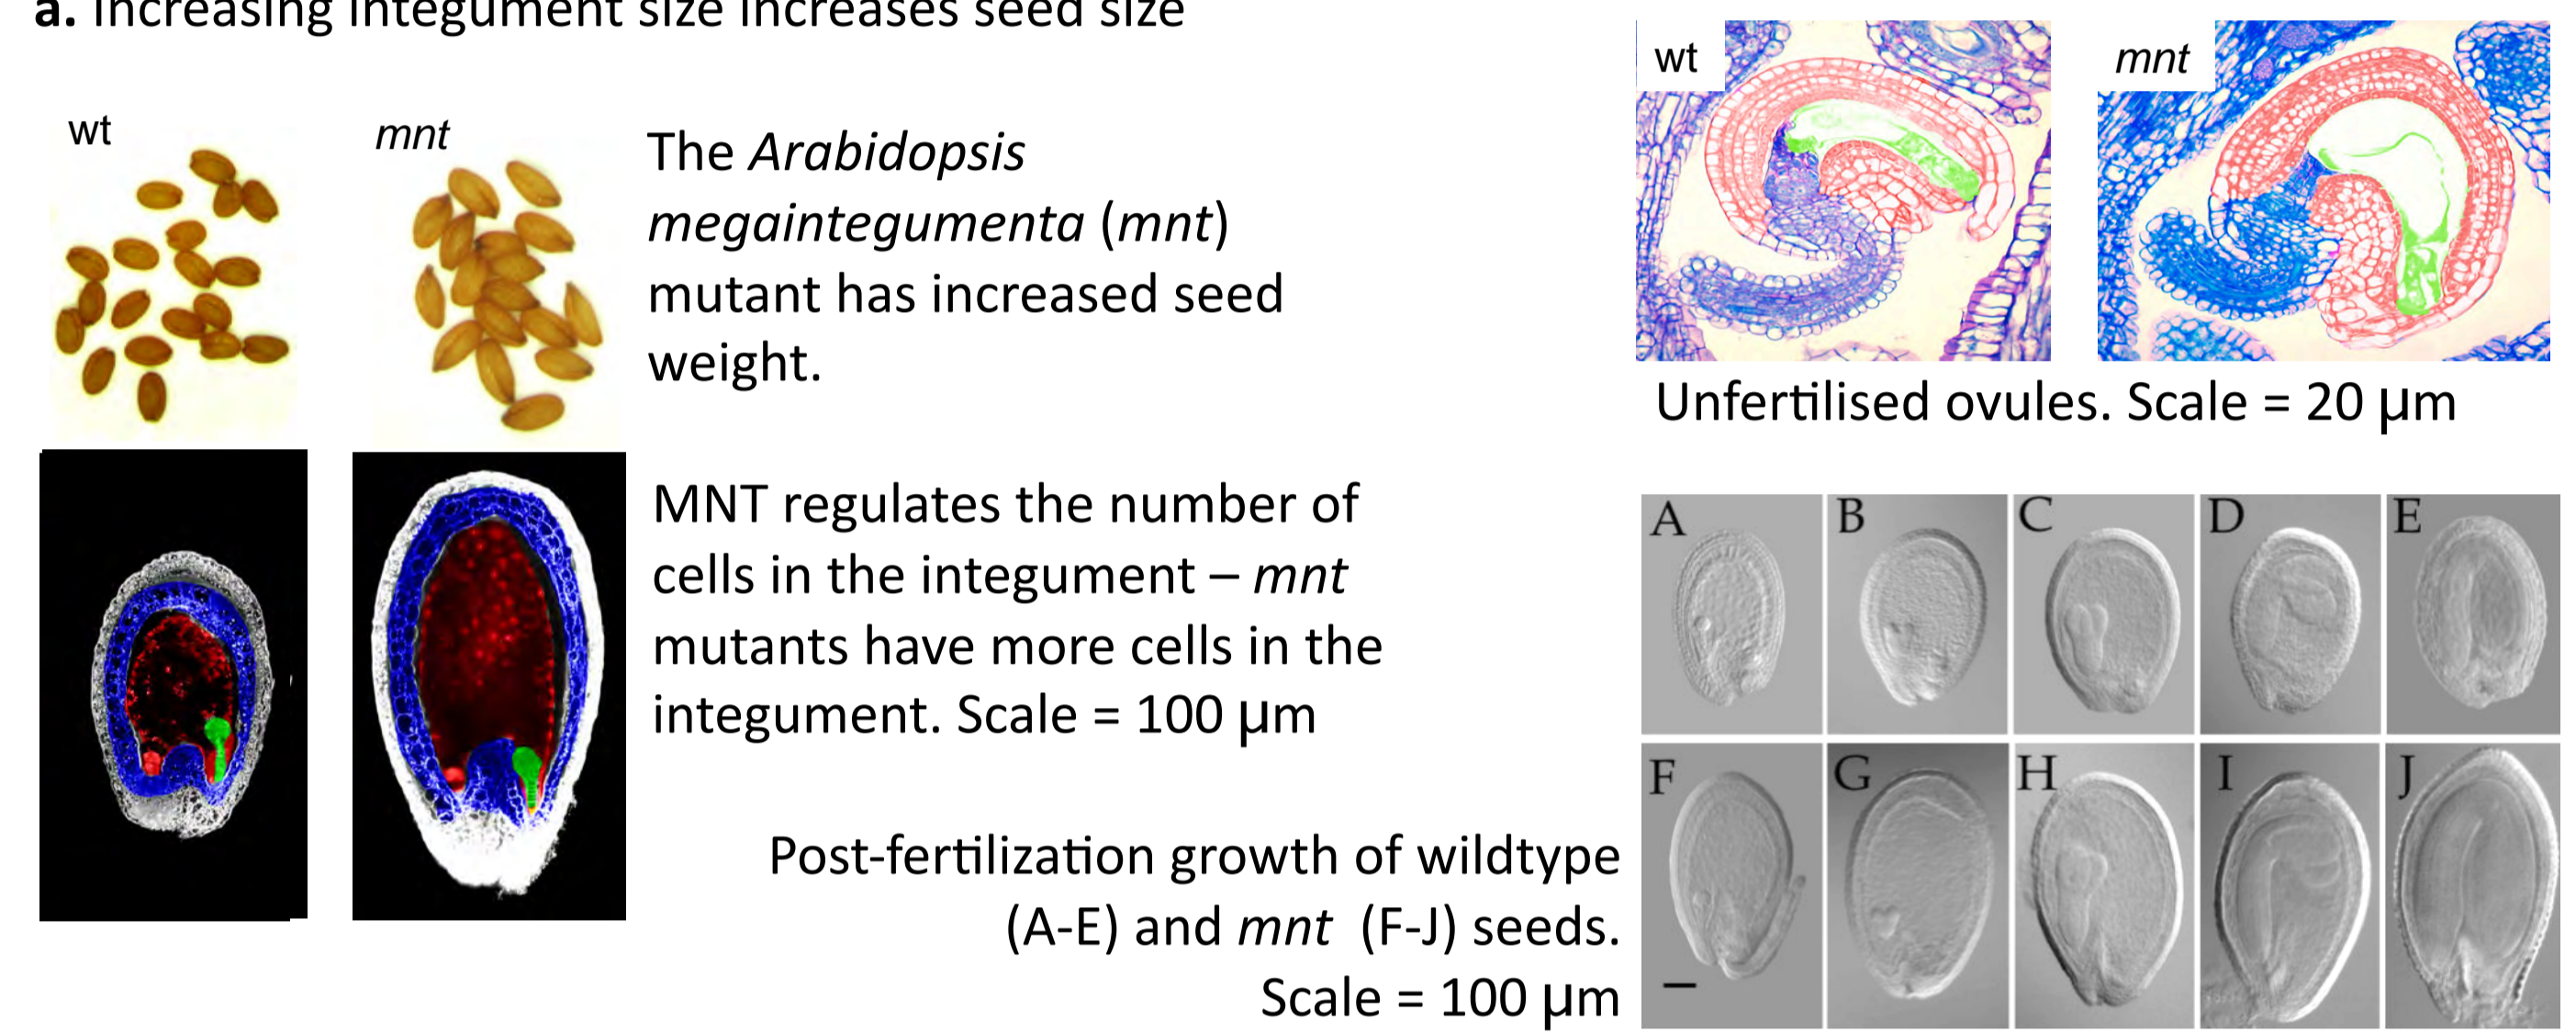 a. Increasing integument size increases seed size
wt
mnt
The Arabidopsis
megaintegumenta (mnt)
mutant has increased seed
weight.
MNT regulates the number of
cells in the integument – mnt
mutants have more cells in the
integument. Scale = 100 µm
wt
mnt
Unfertilised ovules. Scale = 20 µm
Post-fertilization growth of wildtype
(A-E) and mnt (F-J) seeds.
Scale = 100 µm
A B C D E
F G H I J